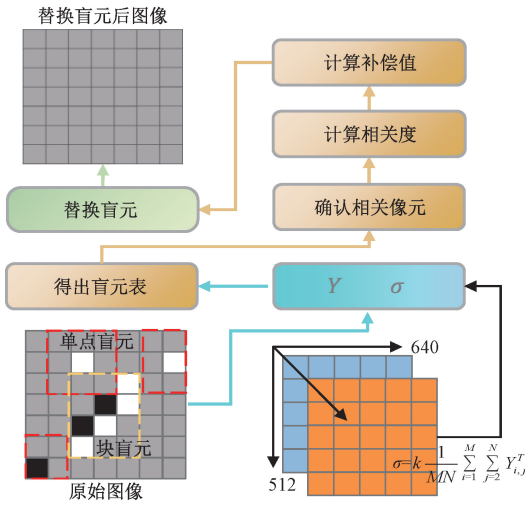 替换盲元后图像
计算补偿值
计算相关度
替换盲元
确认相关像元
得出盲元表
Y σ
单点盲元
块盲元
原始图像
640
512
σ=k 1/MN ∑_{i=1}^{M} ∑_{j=2}^{N} Y_{i,j}^{T}